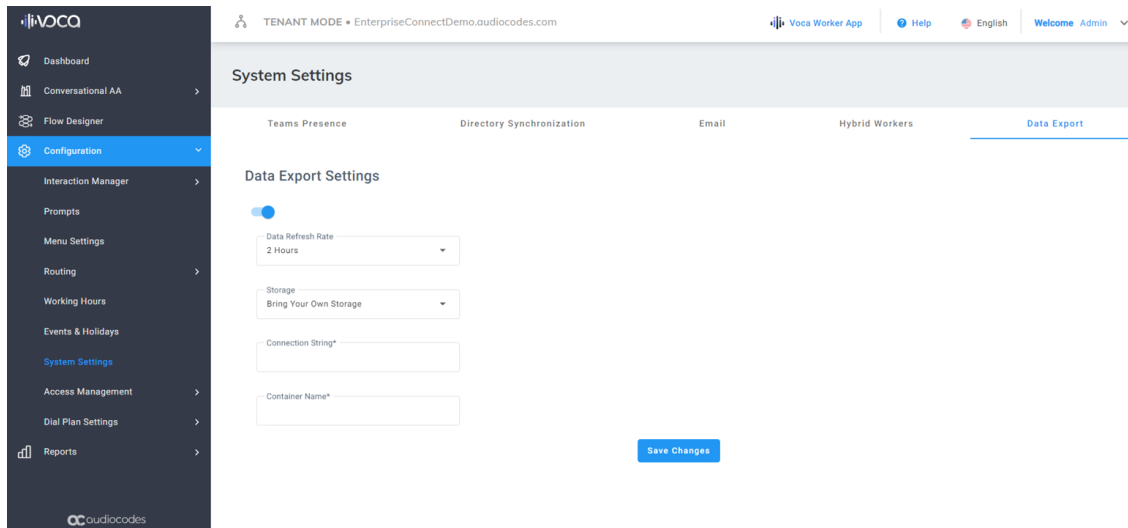 VOCA
TENANT MODE • EnterpriseConnectDemo.audiocodes.com
Voca Worker App
Help
English
Welcome Admin
Dashboard
Conversational AA
Flow Designer
Configuration
Interaction Manager
Prompts
Menu Settings
Routing
Working Hours
Events & Holidays
System Settings
Access Management
Dial Plan Settings
Reports
audiocodes
System Settings
Teams Presence
Directory Synchronization
Email
Hybrid Workers
Data Export
Data Export Settings
Data Refresh Rate
2 Hours
Storage
Bring Your Own Storage
Connection String*
Container Name*
Save Changes